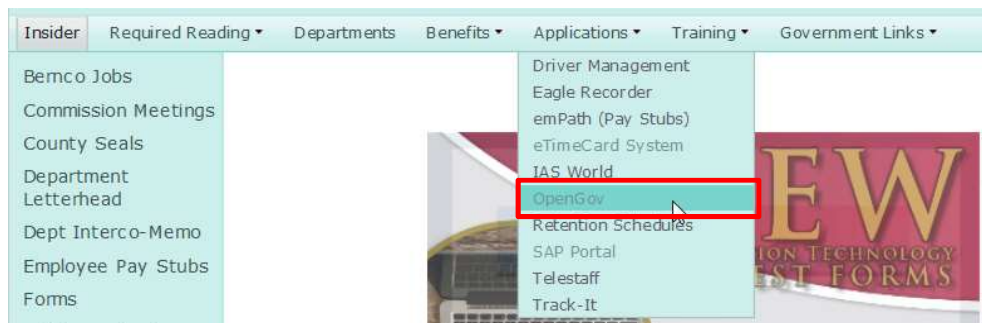 Insider Required Reading Departments Benefits Applications Training Government Links
Bernco Jobs
Commission Meetings
County Seals
Department
Letterhead
Dept Interco-Memo
Employee Pay Stubs
Forms
Driver Management
Eagle Recorder
emPath (Pay Stubs)
eTimeCard System
IAS World
OpenGov
Retention Schedules
SAP Portal
Telestaff
Track-It
EW
ION TECHNOLOGY
EST FORMS